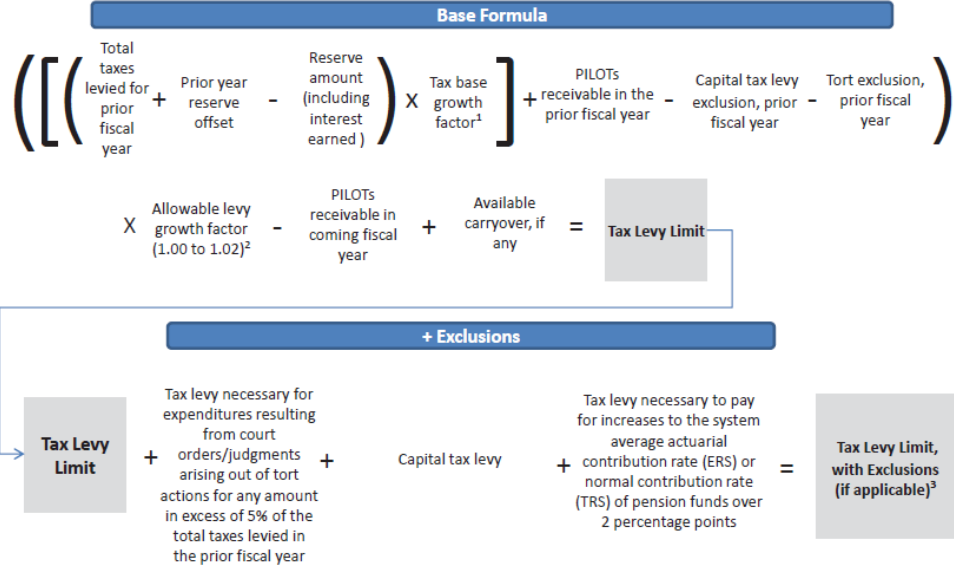 Base Formula
( [ ( Total
taxes
levied for
prior
fiscal
year
+
Prior year
reserve
offset
-
Reserve
amount
(including
interest
earned )
)
X
Tax base
growth
factor¹
]
+
PILOTs
receivable in the
prior fiscal year
-
Capital tax levy
exclusion, prior
fiscal year
-
Tort exclusion,
prior fiscal
year
)
X
Allowable levy
growth factor
(1.00 to 1.02)²
-
PILOTs
receivable in
coming fiscal
year
+
Available
carryover, if
any
=
Tax Levy Limit
+ Exclusions
Tax Levy
Limit
+
Tax levy necessary for
expenditures resulting
from court
orders/judgments
arising out of tort
actions for any amount
in excess of 5% of the
total taxes levied in
the prior fiscal year
+
Capital tax levy
+
Tax levy necessary to pay
for increases to the system
average actuarial
contribution rate (ERS) or
normal contribution rate
(TRS) of pension funds over
2 percentage points
=
Tax Levy Limit,
with Exclusions
(if applicable)³